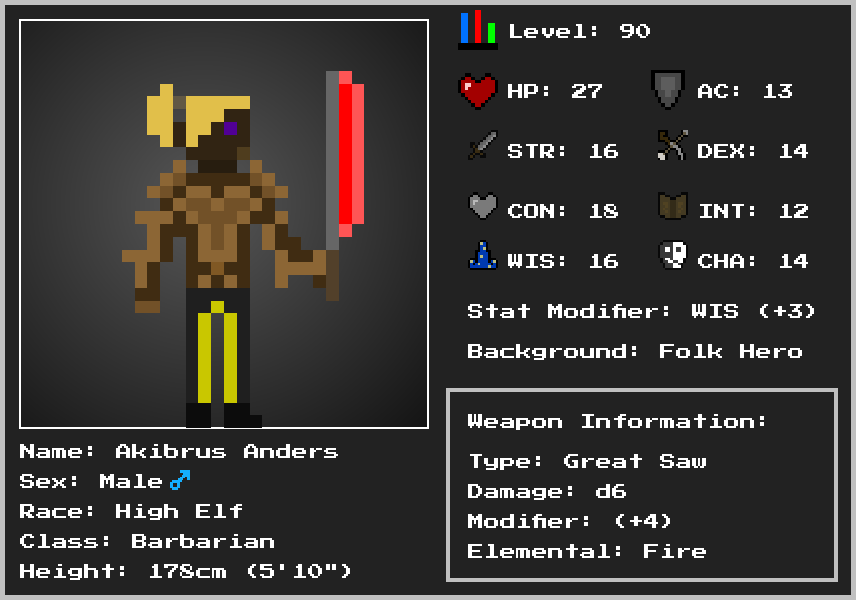 Level: 90
HP: 27
AC: 13
STR: 16
DEX: 14
CON: 18
INT: 12
WIS: 16
CHA: 14
Stat Modifier: WIS (+3)
Background: Folk Hero
Weapon Information:
Type: Great Saw
Damage: d6
Modifier: (+4)
Elemental: Fire
Name: Akibrus Anders
Sex: Male♂
Race: High Elf
Class: Barbarian
Height: 178cm (5'10")